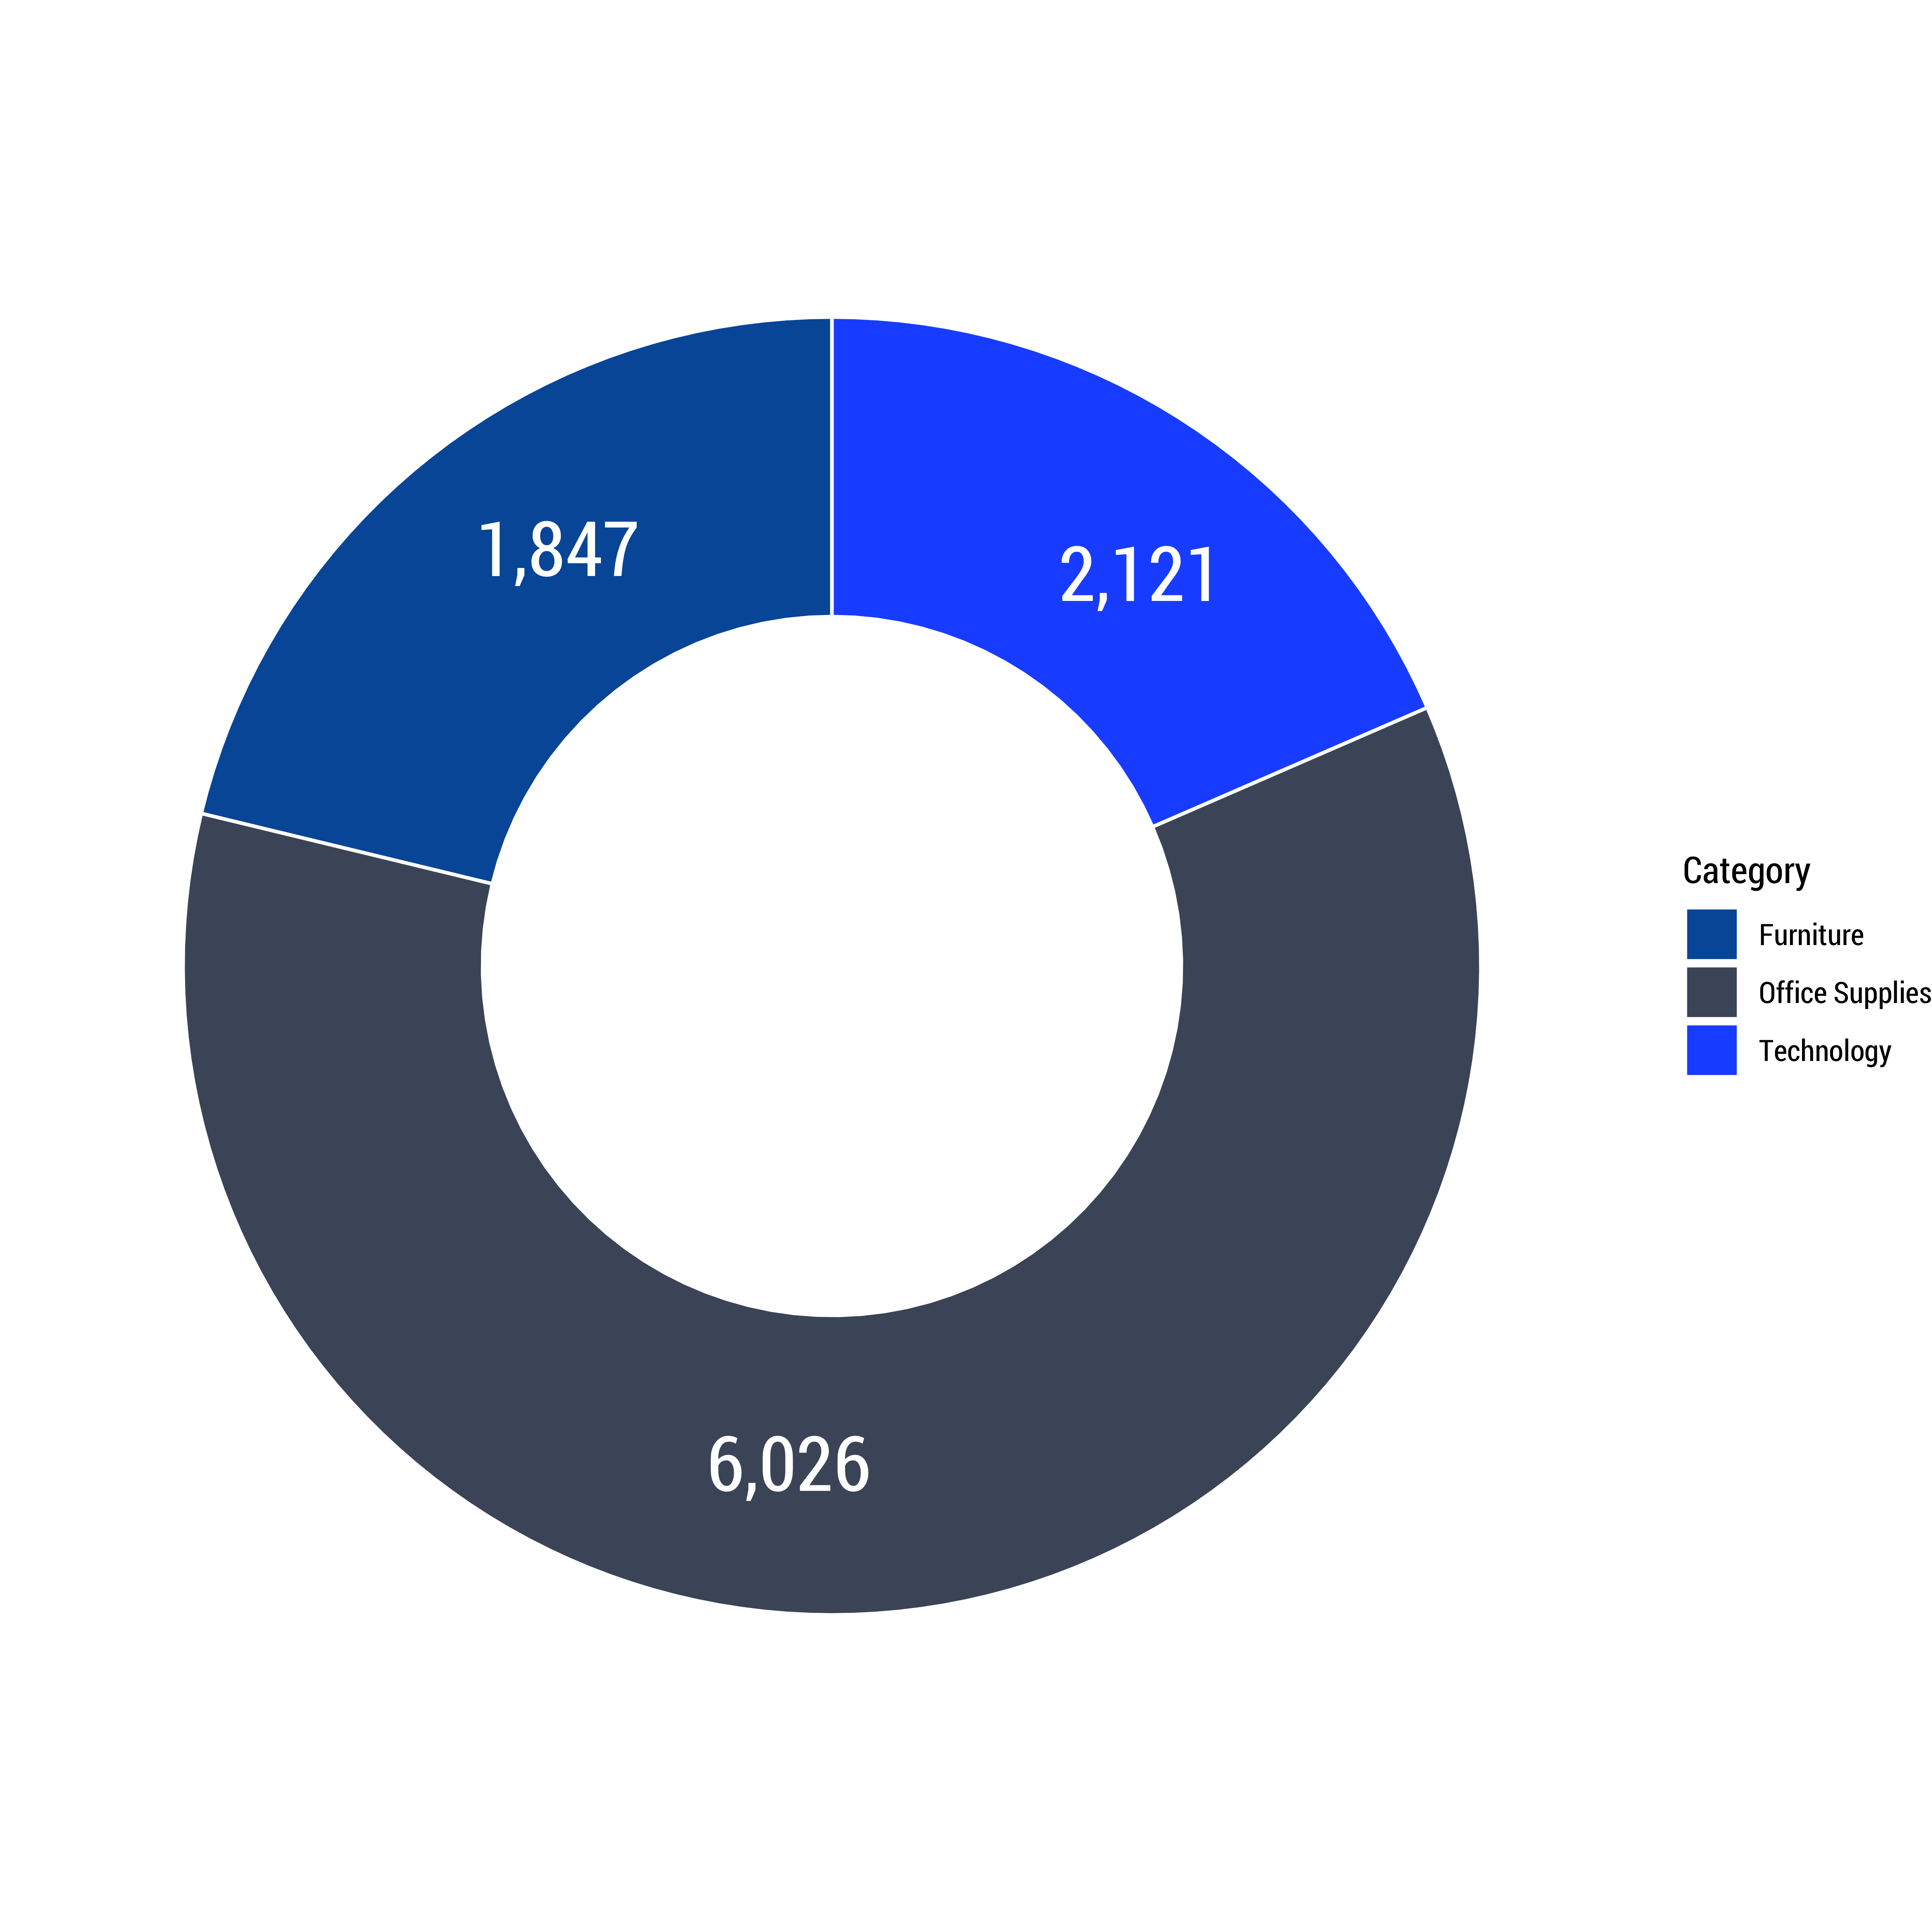 1,847
2,121
6,026
Category
Furniture
Office Supplies
Technology